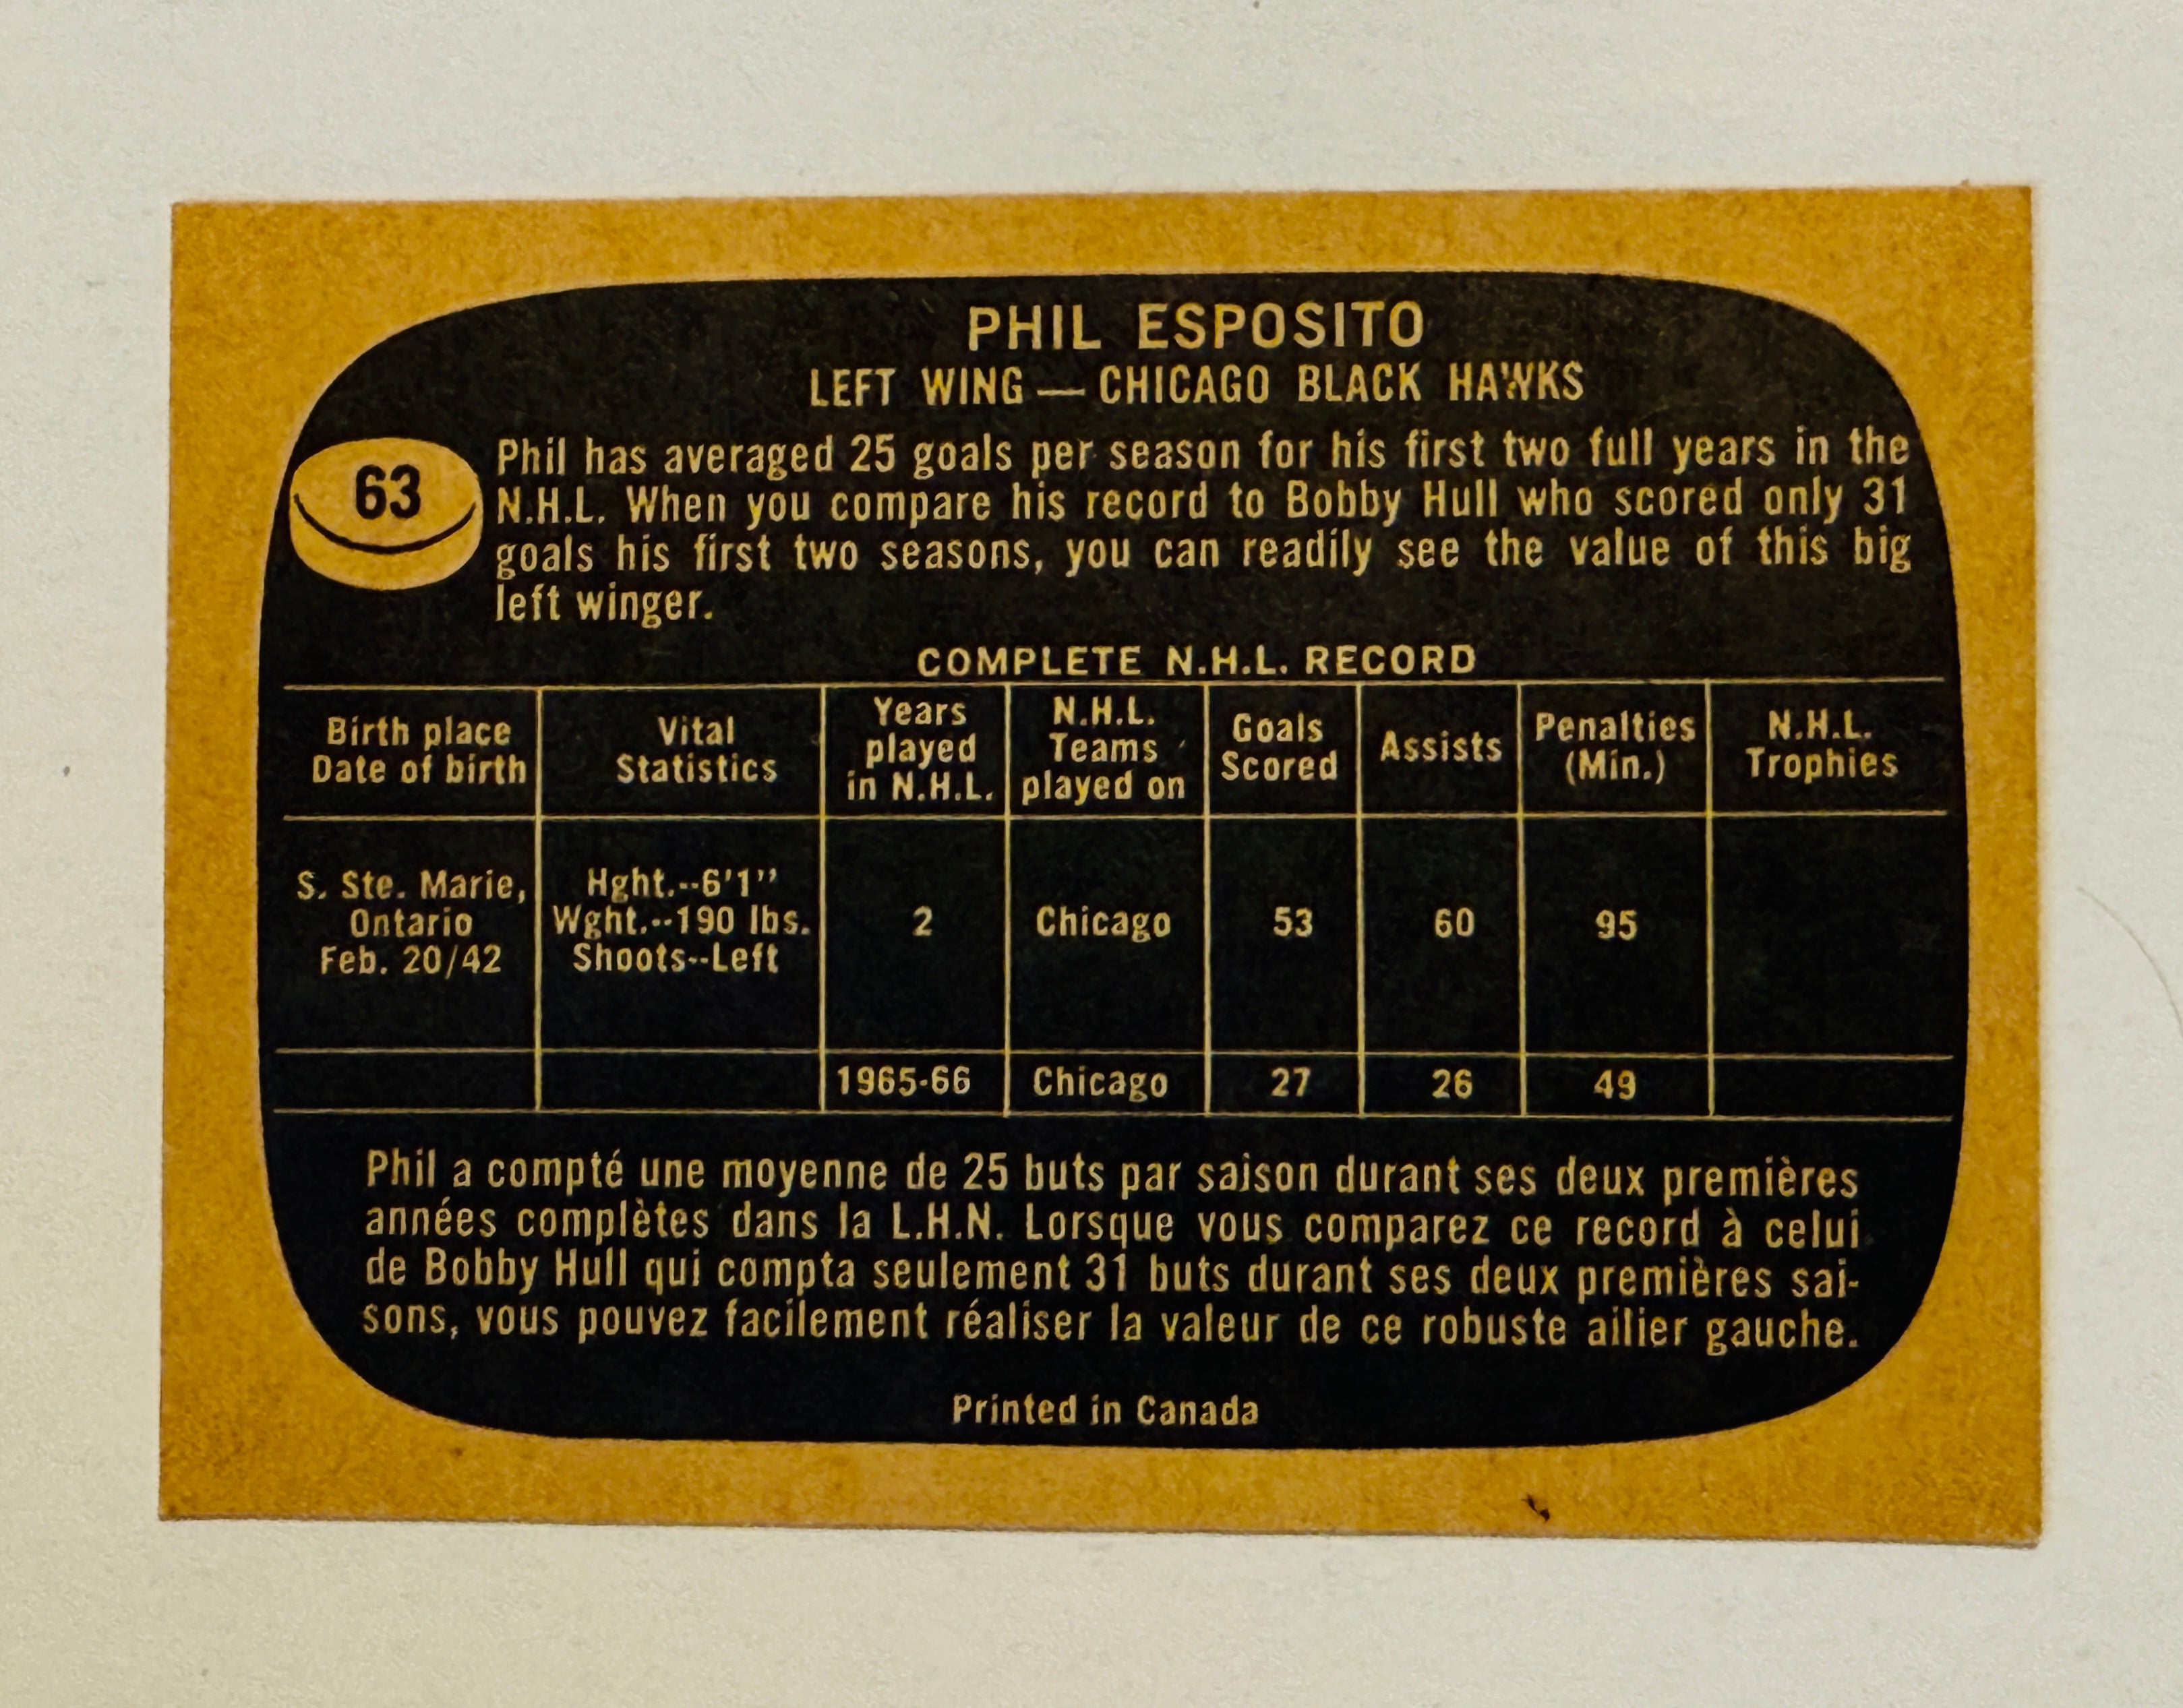 PHIL ESPOSITO
LEFT WING — CHICAGO BLACK HAWKS
63
Phil has averaged 25 goals per season for his first two full years in the
N.H.L. When you compare his record to Bobby Hull who scored only 31
goals his first two seasons, you can readily see the value of this big
left winger.
COMPLETE N.H.L. RECORD
Birth place
Date of birth
Vital
Statistics
Years
played
in N.H.L.
N.H.L.
Teams
played on
Goals
Scored
Assists
Penalties
(Min.)
N.H.L.
Trophies
S. Ste. Marie,
Ontario
Feb. 20/42
Hght.--6'1"
Wght.--190 lbs.
Shoots--Left
2
Chicago
53
60
95
1965-66
Chicago
27
26
49
Phil a compté une moyenne de 25 buts par saison durant ses deux premières
années complètes dans la L.H.N. Lorsque vous comparez ce record à celui
de Bobby Hull qui compta seulement 31 buts durant ses deux premières sai-
sons, vous pouvez facilement réaliser la valeur de ce robuste ailier gauche.
Printed in Canada